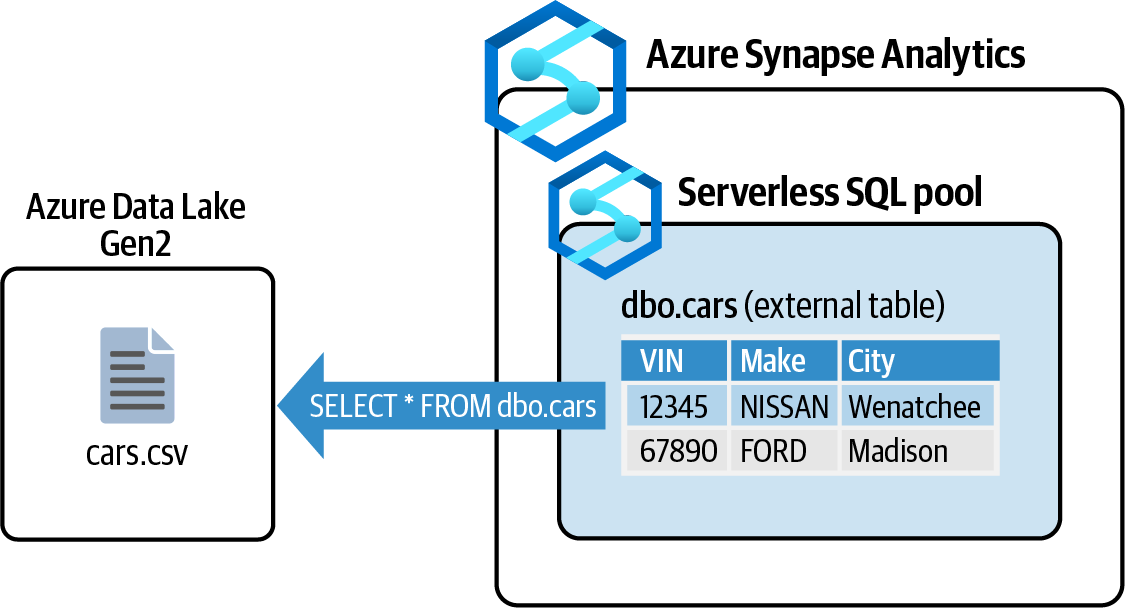 Azure Synapse Analytics
Serverless SQL pool
Azure Data Lake
Gen2
dbo.cars (external table)
VIN Make City
12345 NISSAN Wenatchee
67890 FORD Madison
SELECT * FROM dbo.cars
cars.csv